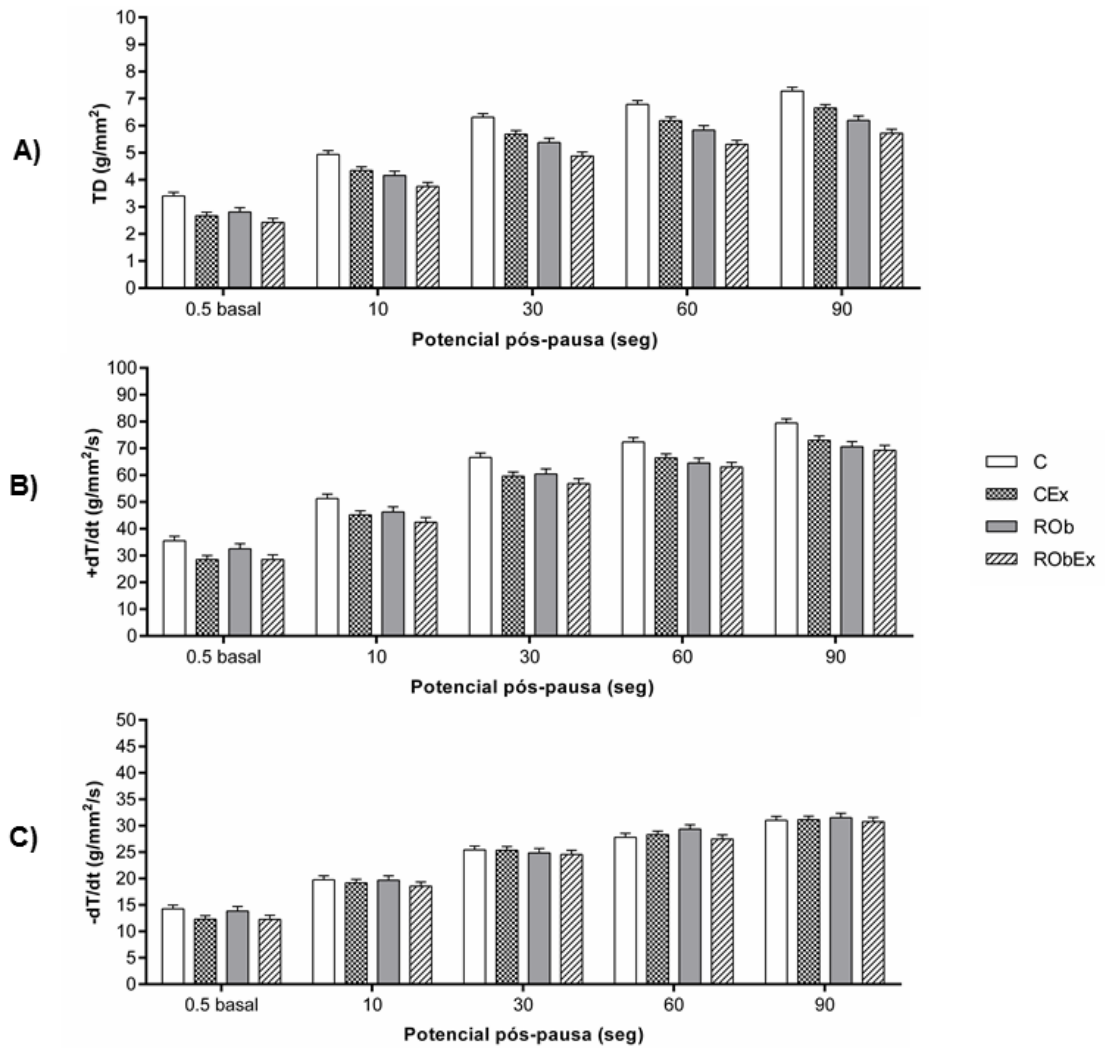 A)
TD (g/mm²)
10
9
8
7
6
5
4
3
2
1
0
0.5 basal 10 30 60 90
Potencial pós-pausa (seg)
B)
+dT/dt (g/mm²/s)
100
90
80
70
60
50
40
30
20
10
0
0.5 basal 10 30 60 90
Potencial pós-pausa (seg)
C
CEx
ROb
RObEx
C)
-dT/dt (g/mm²/s)
50
45
40
35
30
25
20
15
10
5
0
0.5 basal 10 30 60 90
Potencial pós-pausa (seg)